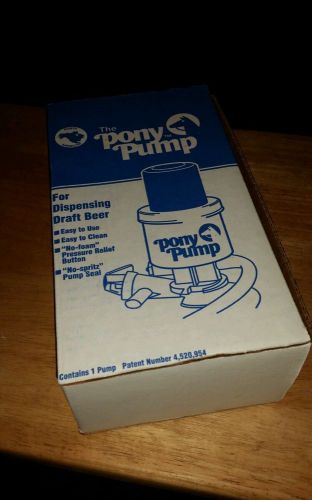 The
Pony
Pump
TM
For
Dispensing
Draft Beer
Easy to Use
Easy to Clean
"No-foam"
Pressure Relief
Button
"No-spritz"
Pump Seal
Pony
Pump
Contains 1 Pump Patent Number 4,520,954